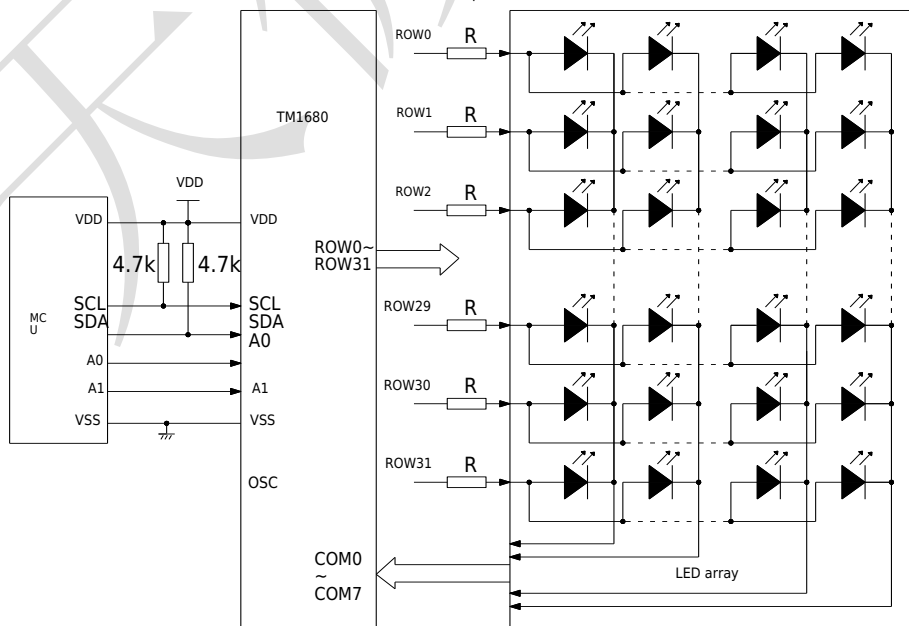 ROW0
R
TM1680
ROW1
R
VDD
ROW2
R
VDD
VDD
ROW0~
ROW31
4.7k
4.7k
SCL
SDA
SCL
SDA
A0
MC
U
ROW29
R
A0
A1
A1
ROW30
R
VSS
VSS
ROW31
R
OSC
COM0
~
COM7
LED array